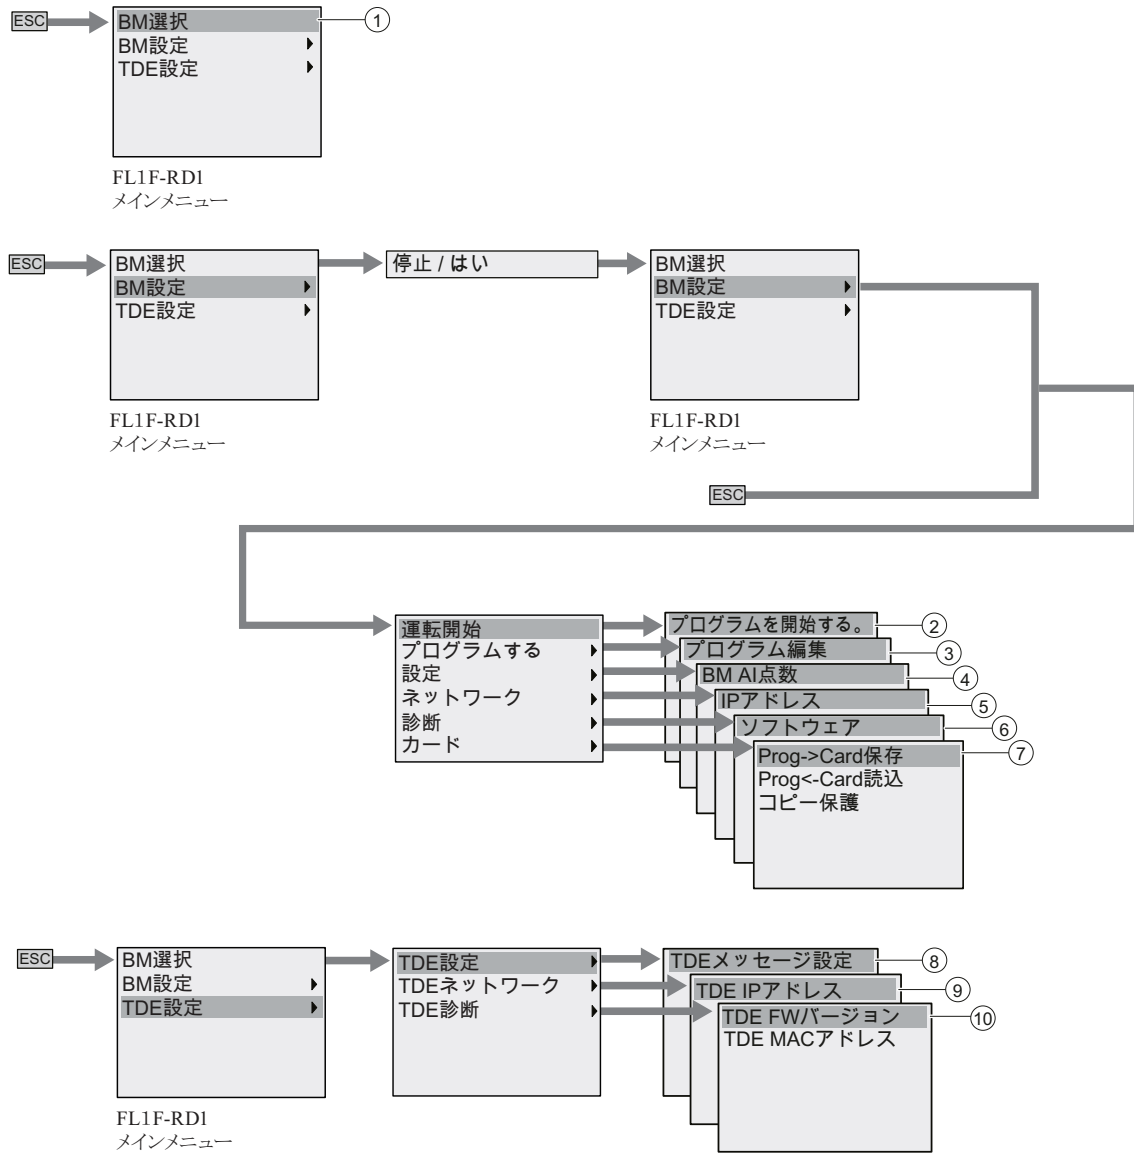 ESC
BM選択
①
BM設定
TDE設定
FL1F-RD1
メインメニュー
ESC
BM選択
BM設定
TDE設定
FL1F-RD1
メインメニュー
停止 / はい
BM選択
BM設定
TDE設定
FL1F-RD1
メインメニュー
ESC
運転開始
プログラムする
設定
ネットワーク
診断
カード
プログラムを開始する。
②
プログラム編集
③
BM AI点数
④
IPアドレス
⑤
ソフトウェア
⑥
Prog->Card保存
⑦
Prog<-Card読込
コピー保護
ESC
BM選択
BM設定
TDE設定
FL1F-RD1
メインメニュー
TDE設定
TDEネットワーク
TDE診断
TDEメッセージ設定
⑧
TDE IPアドレス
⑨
TDE FWバージョン
⑩
TDE MACアドレス